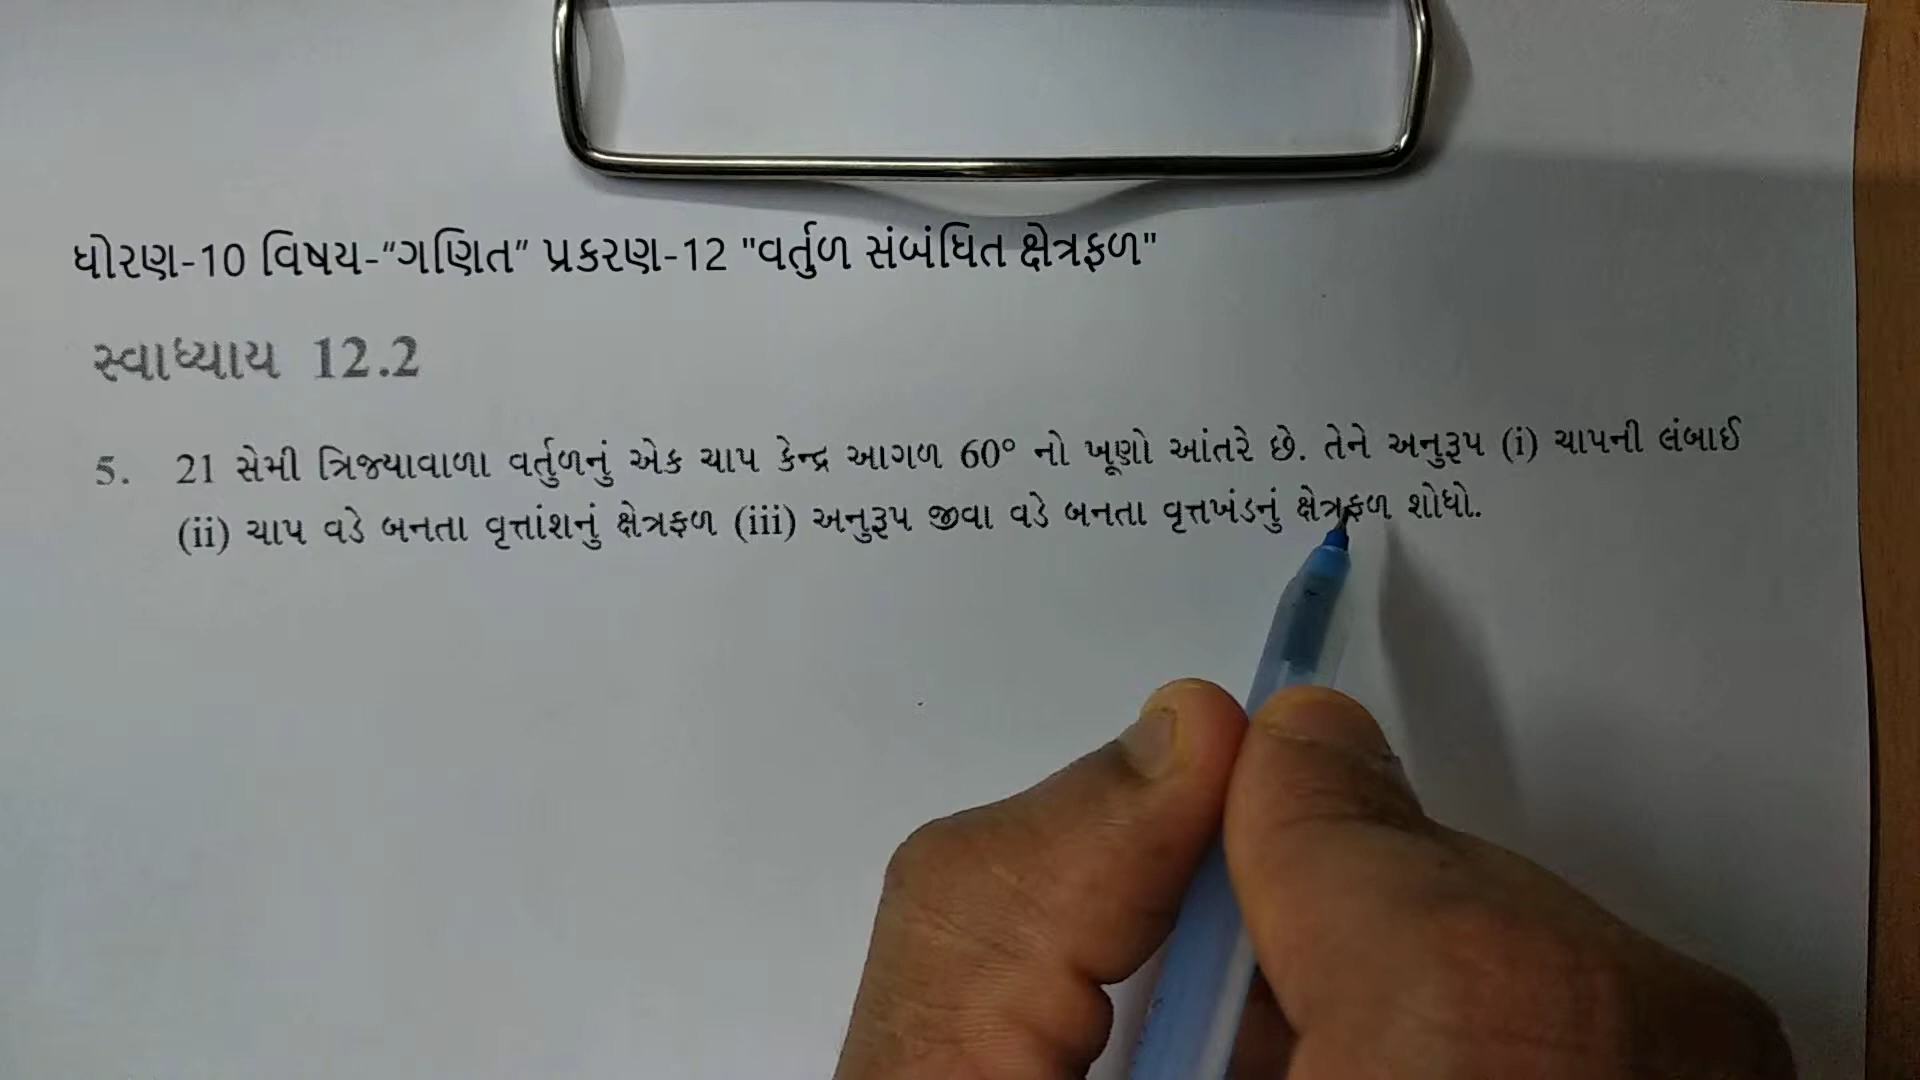 ધોરણ-10 વિષય-“ગણિત” પ્રકરણ-12 "વર્તુળ સંબંધિત ક્ષેત્રફળ"
સ્વાધ્યાય 12.2
5. 21 સેમી ત્રિજ્યાવાળા વર્તુળનું એક ચાપ કેન્દ્ર આગળ 60° નો ખૂણો આંતરે છે. તેને અનુરૂપ (i) ચાપની લંબાઈ
(ii) ચાપ વડે બનતા વૃત્તાંશનું ક્ષેત્રફળ (iii) અનુરૂપ જીવા વડે બનતા વૃત્તખંડનું ક્ષેત્રફળ શોધો.